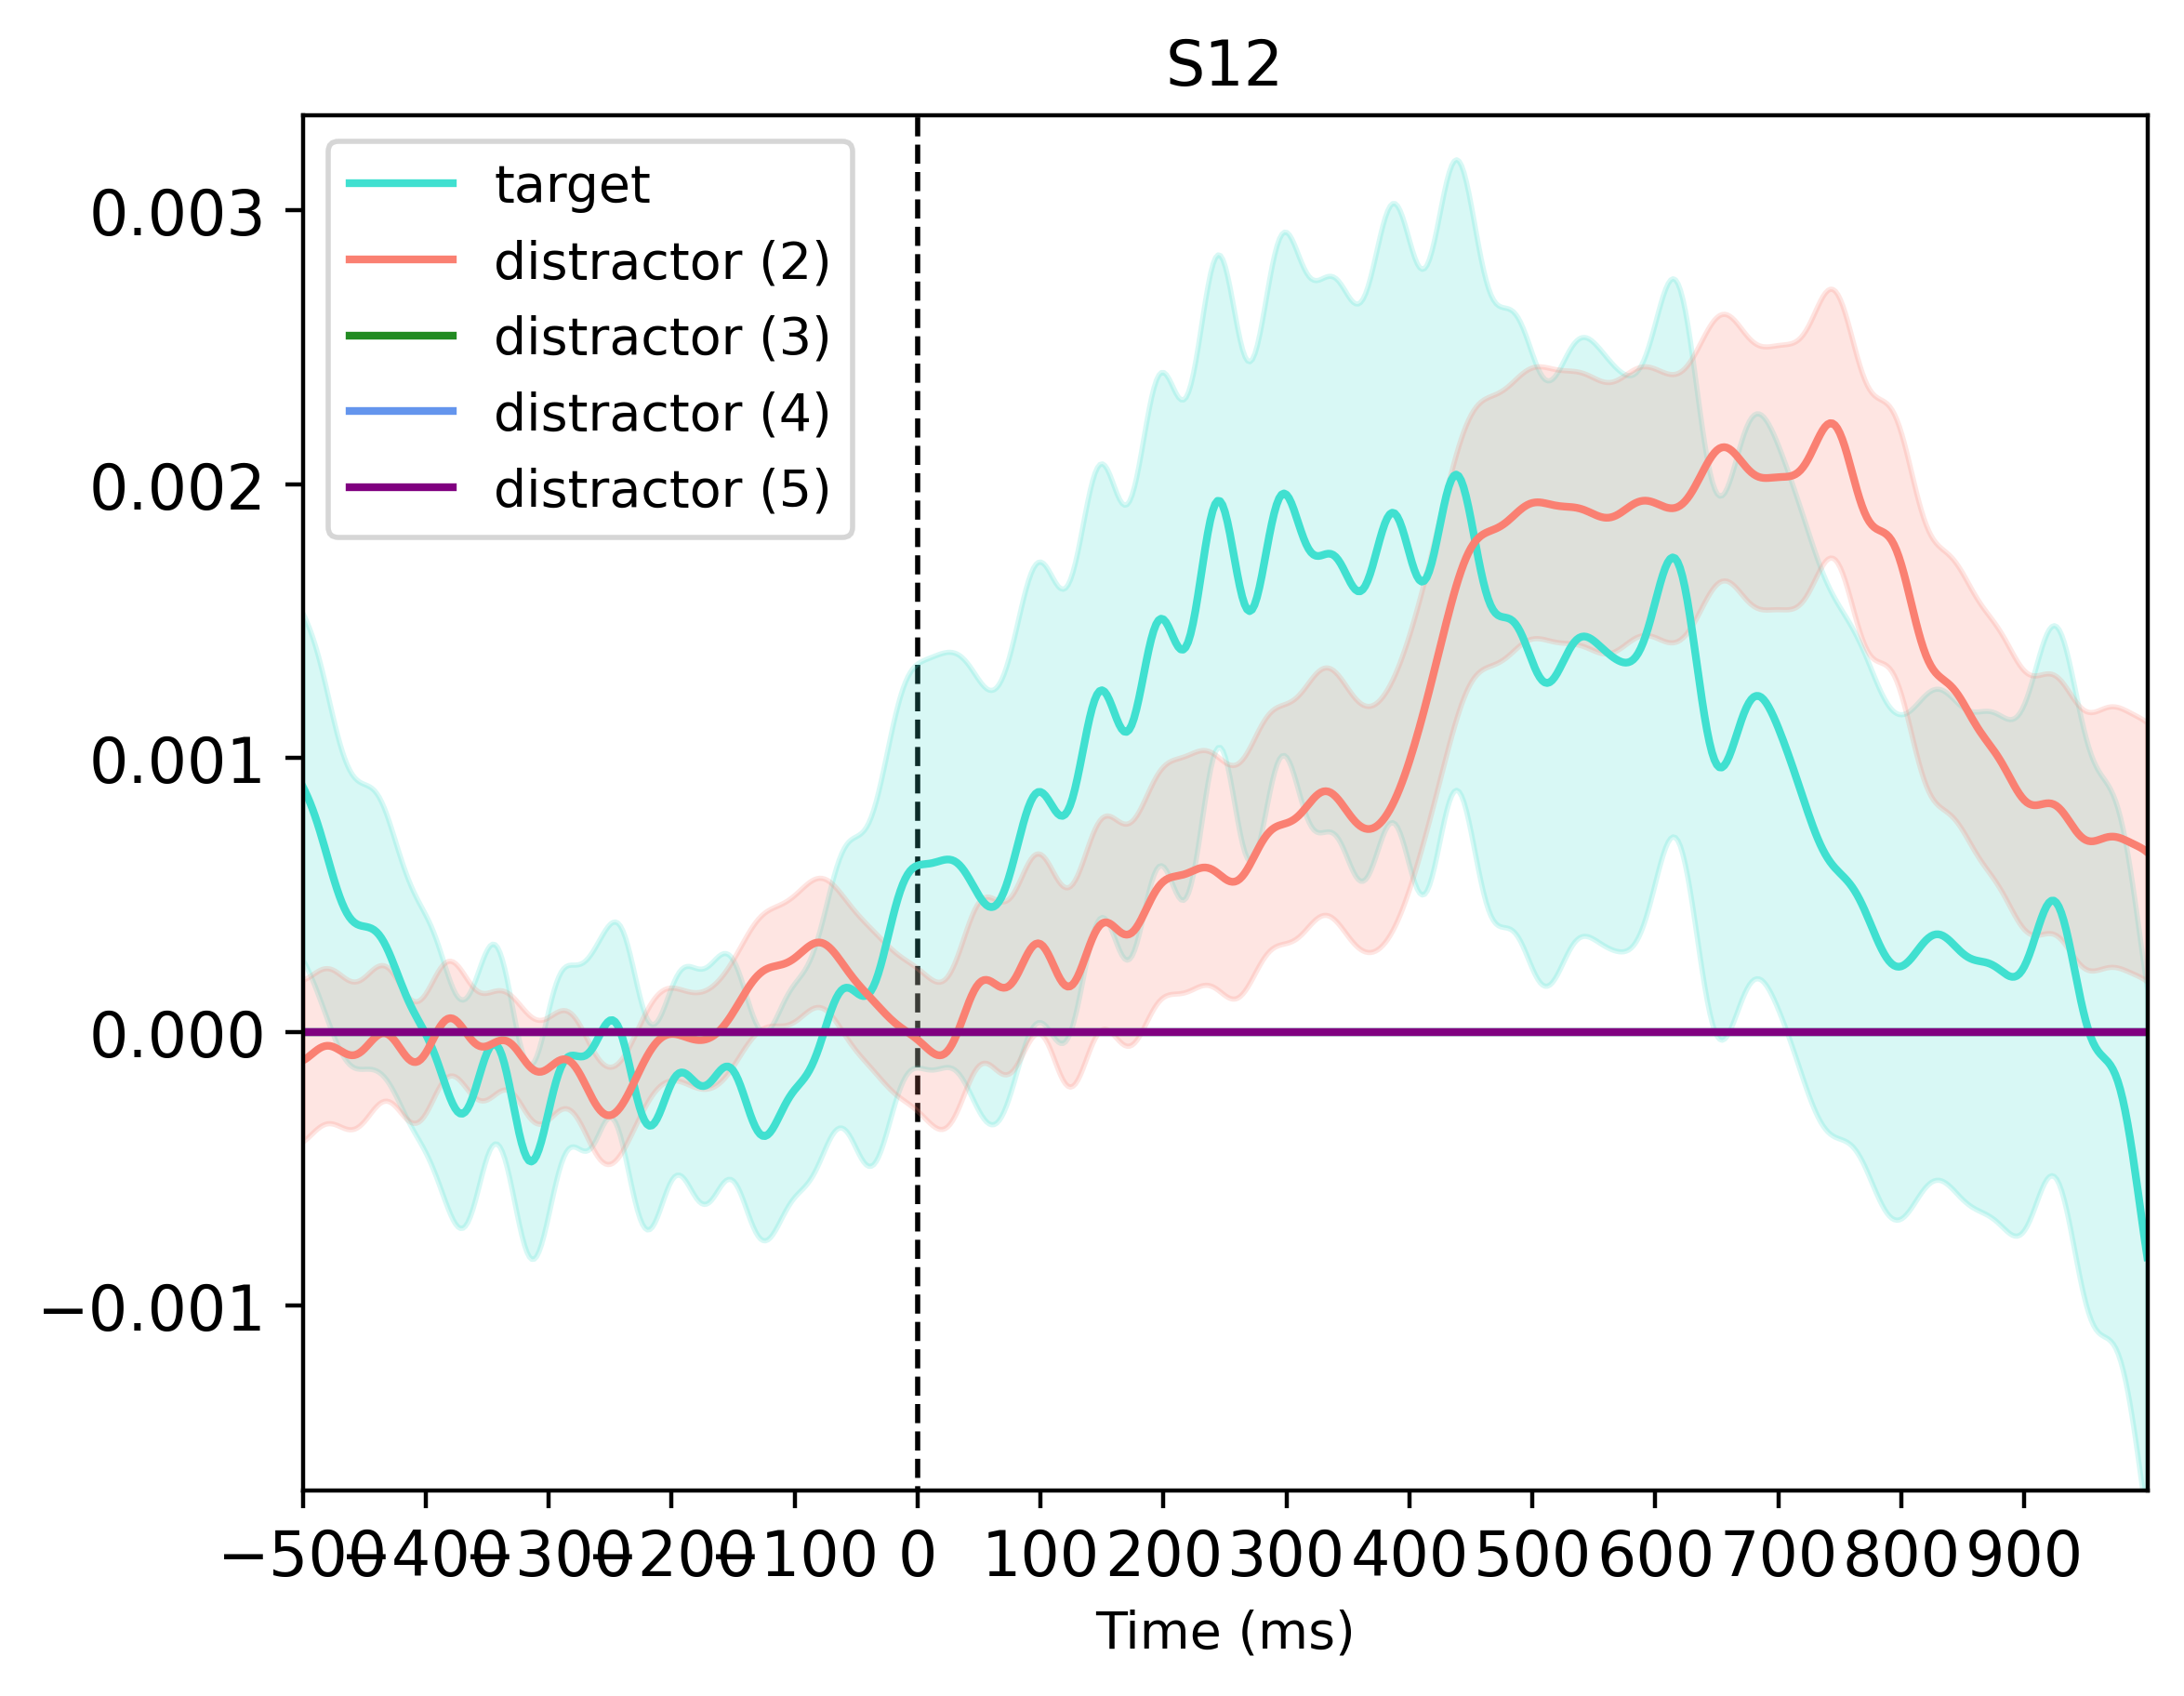 S12
target
distractor (2)
distractor (3)
distractor (4)
distractor (5)
0.003
0.002
0.001
0.000
−0.001
−500 −400 −300 −200 −100 0 100 200 300 400 500 600 700 800 900
Time (ms)